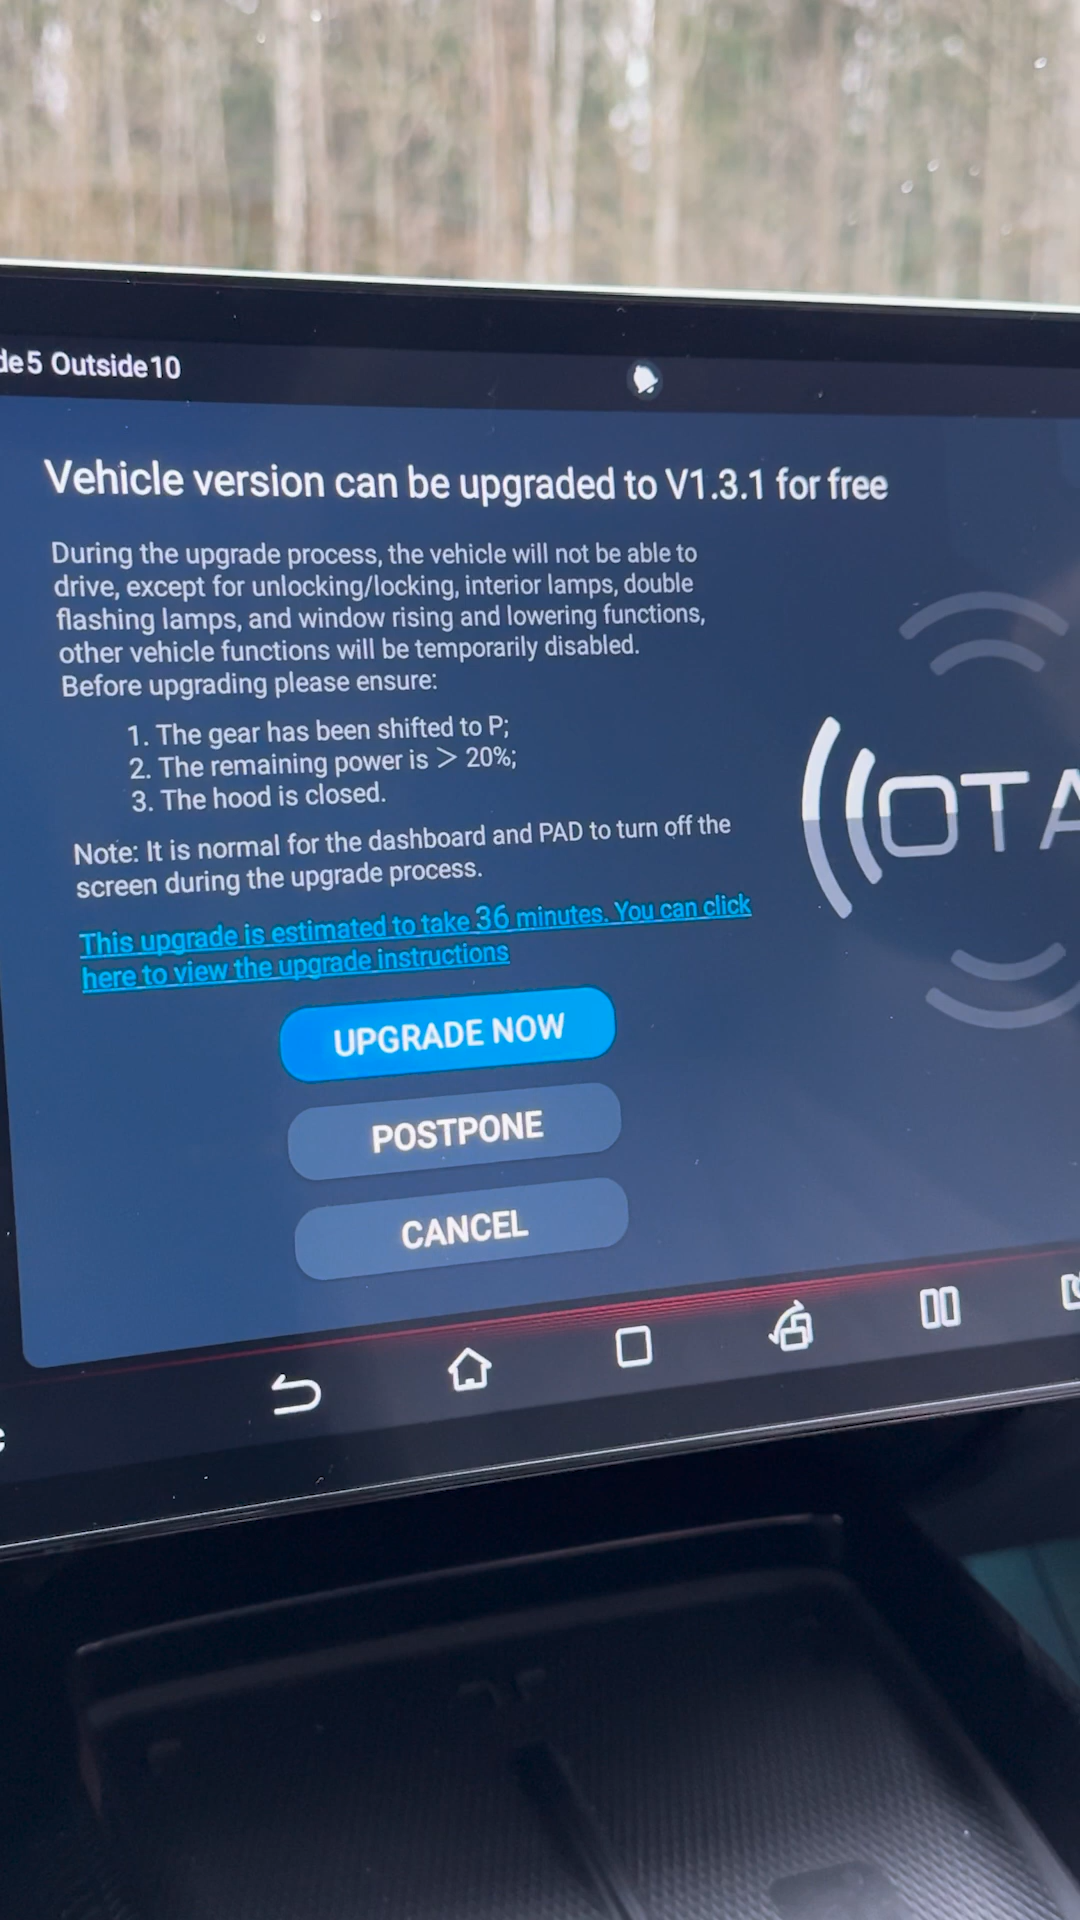 5 Outside 10
Vehicle version can be upgraded to V1.3.1 for free
During the upgrade process, the vehicle will not be able to
drive, except for unlocking/locking, interior lamps, double
flashing lamps, and window rising and lowering functions,
other vehicle functions will be temporarily disabled.
Before upgrading please ensure:
1. The gear has been shifted to P;
2. The remaining power is > 20%;
3. The hood is closed.
Note: It is normal for the dashboard and PAD to turn off the
screen during the upgrade process.
This upgrade is estimated to take 36 minutes. You can click
here to view the upgrade instructions
OTA
UPGRADE NOW
POSTPONE
CANCEL